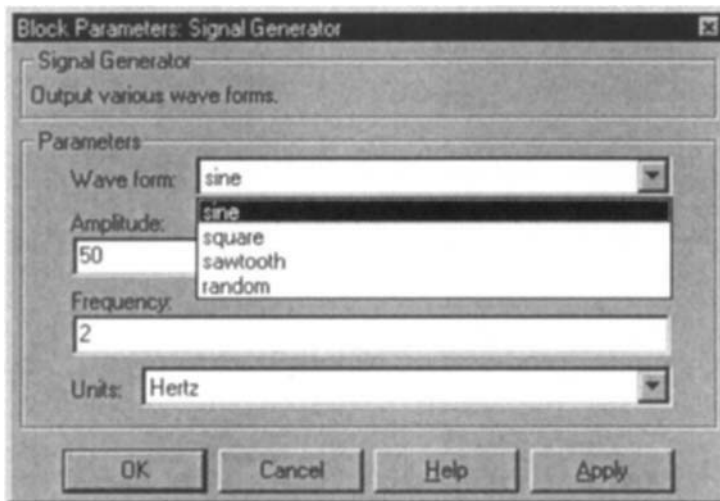 Block Parameters: Signal Generator
Signal Generator
Output various wave forms.
Parameters
Wave form: sine
sine
square
sawtooth
random
Amplitude:
50
Frequency:
2
Units: Hertz
OK Cancel Help Apply